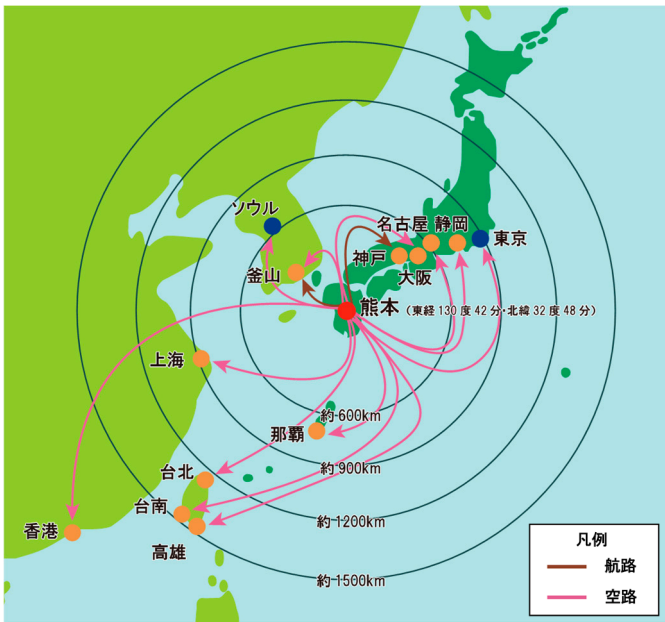 ソウル
名古屋
静岡
東京
神戸
大阪
釜山
熊本
（東経 130 度 42 分・北緯 32 度 48 分）
上海
約 600km
那覇
約 900km
台北
台南
約 1200km
香港
高雄
約 1500km
凡例
航路
空路